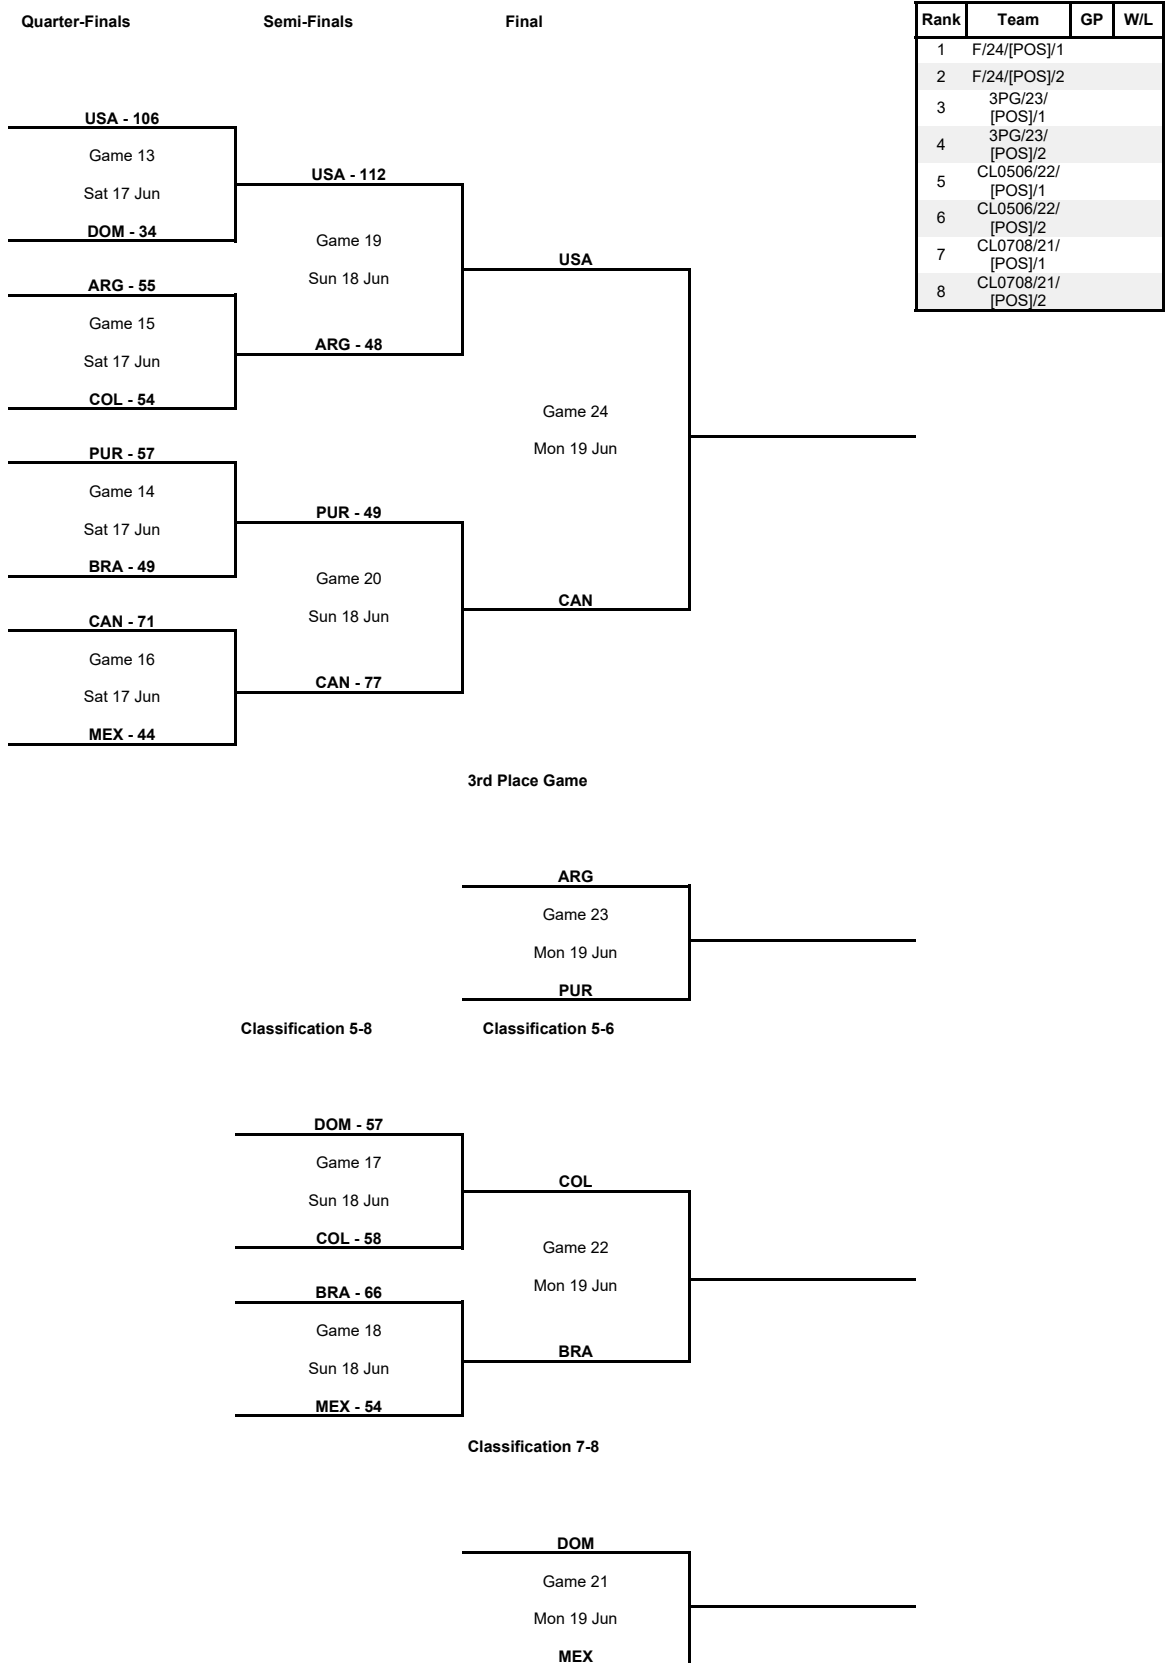 Quarter-Finals Semi-Finals Final
Rank Team GP W/L
1 F/24/[POS]/1
2 F/24/[POS]/2
3 3PG/23/
[POS]/1
4 3PG/23/
[POS]/2
5 CL0506/22/
[POS]/1
6 CL0506/22/
[POS]/2
7 CL0708/21/
[POS]/1
8 CL0708/21/
[POS]/2
USA - 106
Game 13
Sat 17 Jun
DOM - 34
ARG - 55
Game 15
Sat 17 Jun
COL - 54
PUR - 57
Game 14
Sat 17 Jun
BRA - 49
CAN - 71
Game 16
Sat 17 Jun
MEX - 44
USA - 112
Game 19
Sun 18 Jun
ARG - 48
PUR - 49
Game 20
Sun 18 Jun
CAN - 77
USA
Game 24
Mon 19 Jun
CAN
3rd Place Game
ARG
Game 23
Mon 19 Jun
PUR
Classification 5-8 Classification 5-6
DOM - 57
Game 17
Sun 18 Jun
COL - 58
BRA - 66
Game 18
Sun 18 Jun
MEX - 54
COL
Game 22
Mon 19 Jun
BRA
Classification 7-8
DOM
Game 21
Mon 19 Jun
MEX